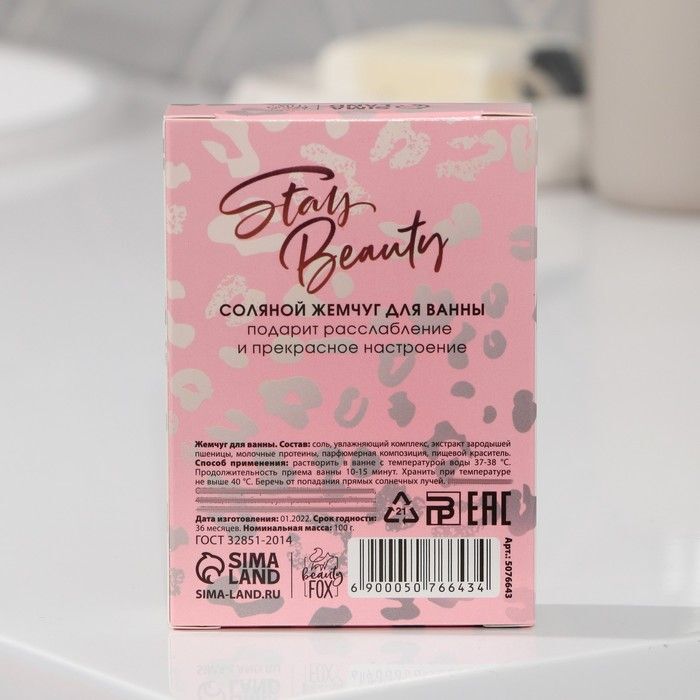 Stay
Beauty
СОЛЯНОЙ ЖЕМЧУГ ДЛЯ ВАННЫ
подарит расслабление
и прекрасное настроение
Жемчуг для ванны. Состав: соль, увлажняющий комплекс, экстракт зародышей
пшеницы, молочные протеины, парфюмерная композиция, пищевой краситель.
Способ применения: растворить в ванне с температурой воды 37-38 °С.
Продолжительность приема ванны 10-15 минут. Хранить при температуре
не выше 40 °С. Беречь от попадания прямых солнечных лучей.
Дата изготовления: 01.2022. Срок годности:
36 месяцев. Номинальная масса: 100 г.
ГОСТ 32851-2014
21
EAC
SIMA
LAND
SIMA-LAND.RU
beauty
FOX
6 900050 766434
Арт.: 5076643